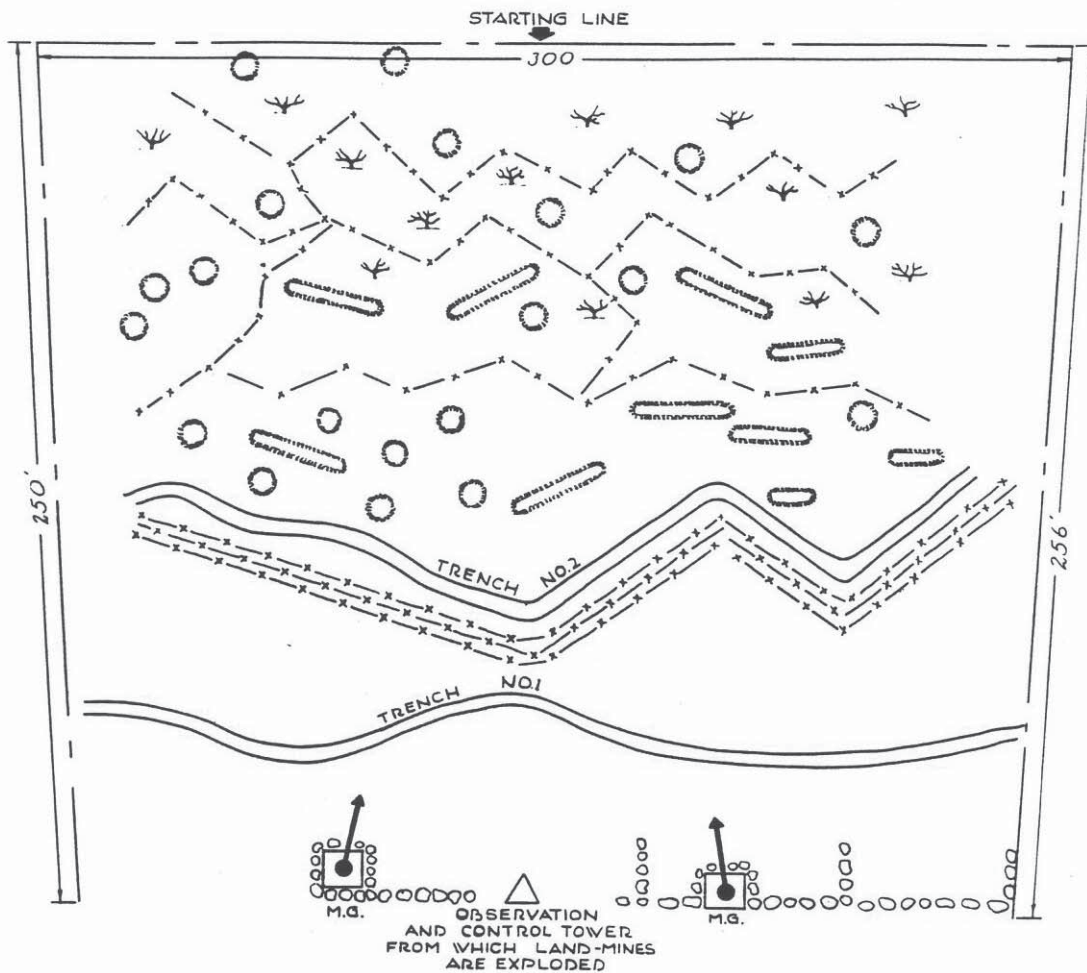 STARTING LINE
300
250'
256'
TRENCH NO.2
TRENCH NO.1
M.G.
M.G.
OBSERVATION
AND CONTROL TOWER
FROM WHICH LAND-MINES
ARE EXPLODED